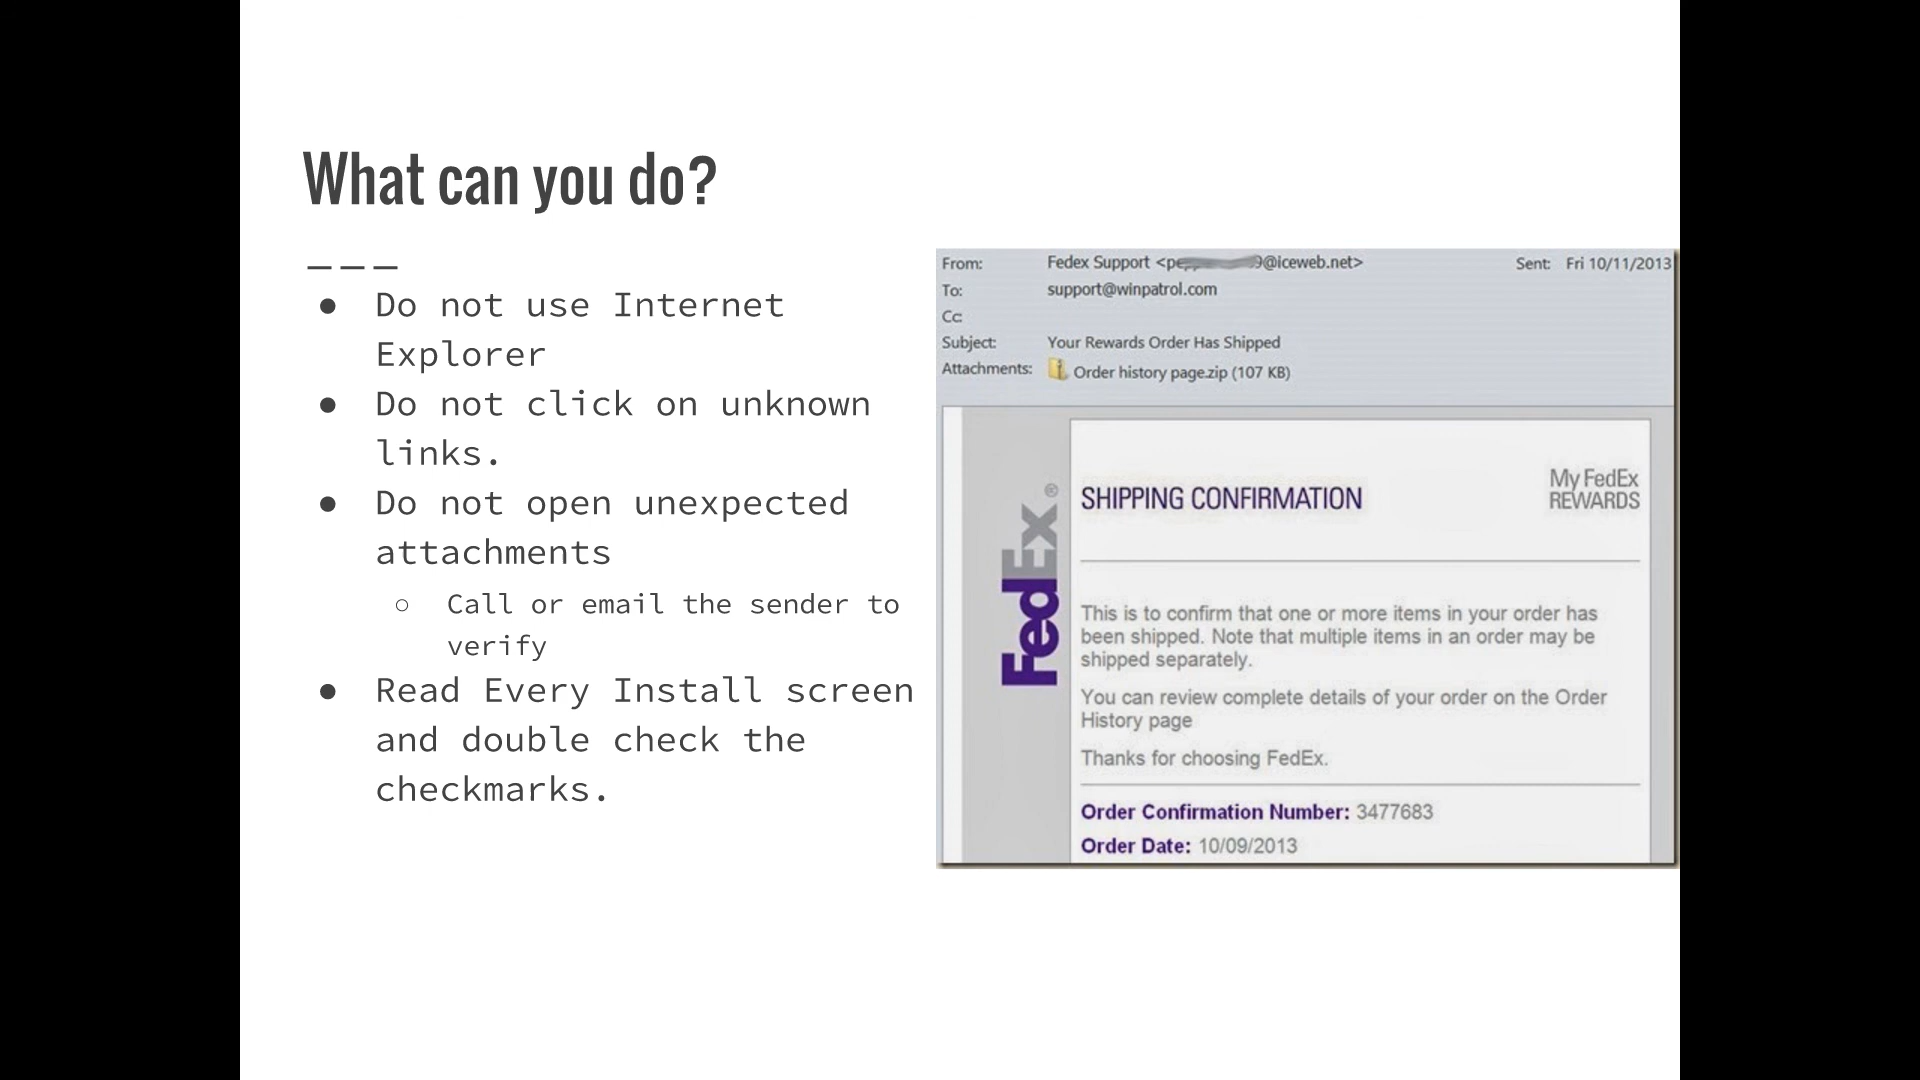 What can you do?
● Do not use Internet
Explorer
● Do not click on unknown
links.
● Do not open unexpected
attachments
○ Call or email the sender to
verify
● Read Every Install screen
and double check the
checkmarks.
From: Fedex Support <pe 9@iceweb.net> Sent: Fri 10/11/2013
To: support@winpatrol.com
Cc:
Subject: Your Rewards Order Has Shipped
Attachments: Order history page.zip (107 KB)
FedEx®
SHIPPING CONFIRMATION
My FedEx
REWARDS
This is to confirm that one or more items in your order has
been shipped. Note that multiple items in an order may be
shipped separately.
You can review complete details of your order on the Order
History page
Thanks for choosing FedEx.
Order Confirmation Number: 3477683
Order Date: 10/09/2013